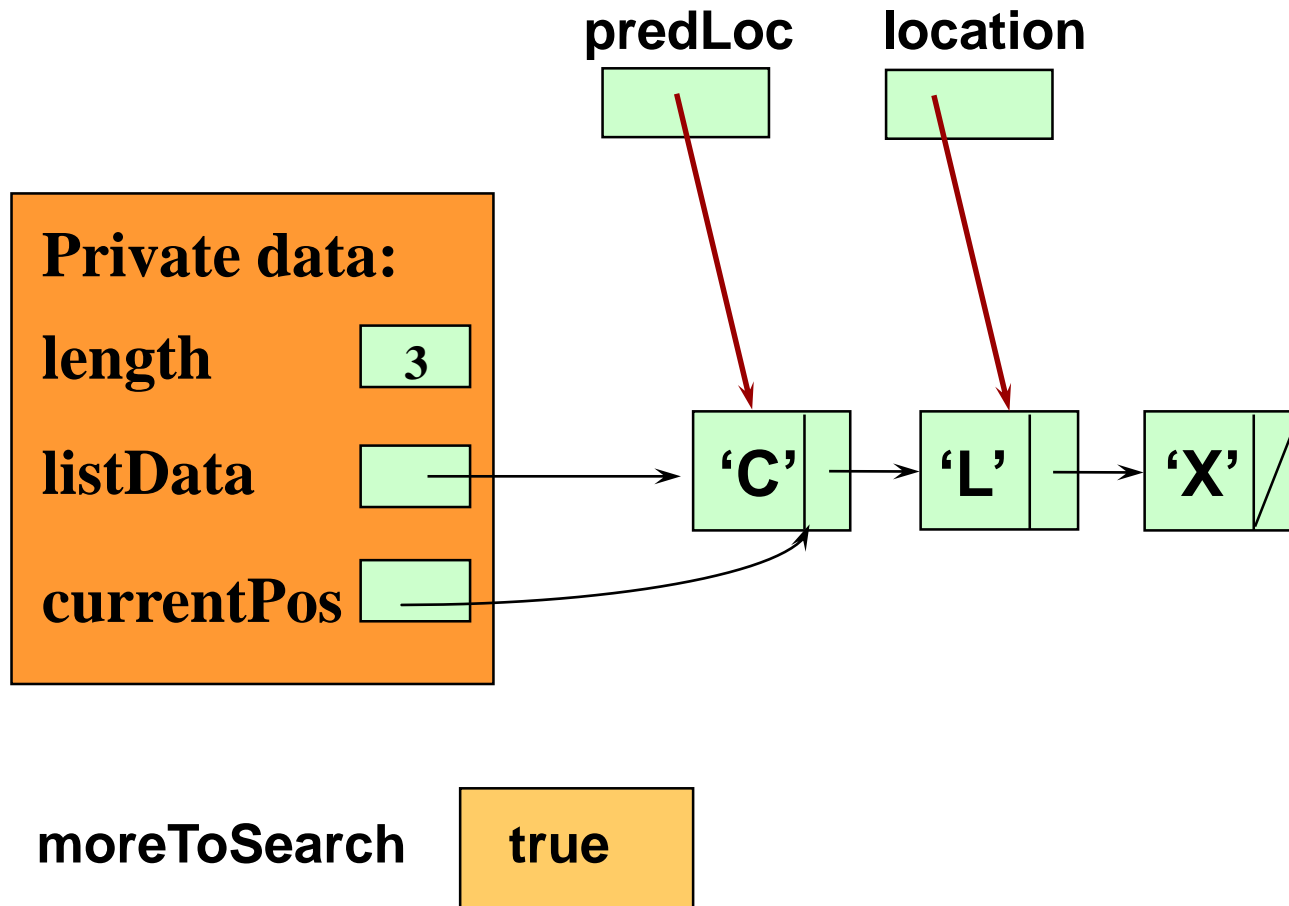 predLoc location
Private data:
length 3
listData
‘C’ ‘L’ ‘X’
currentPos
moreToSearch true